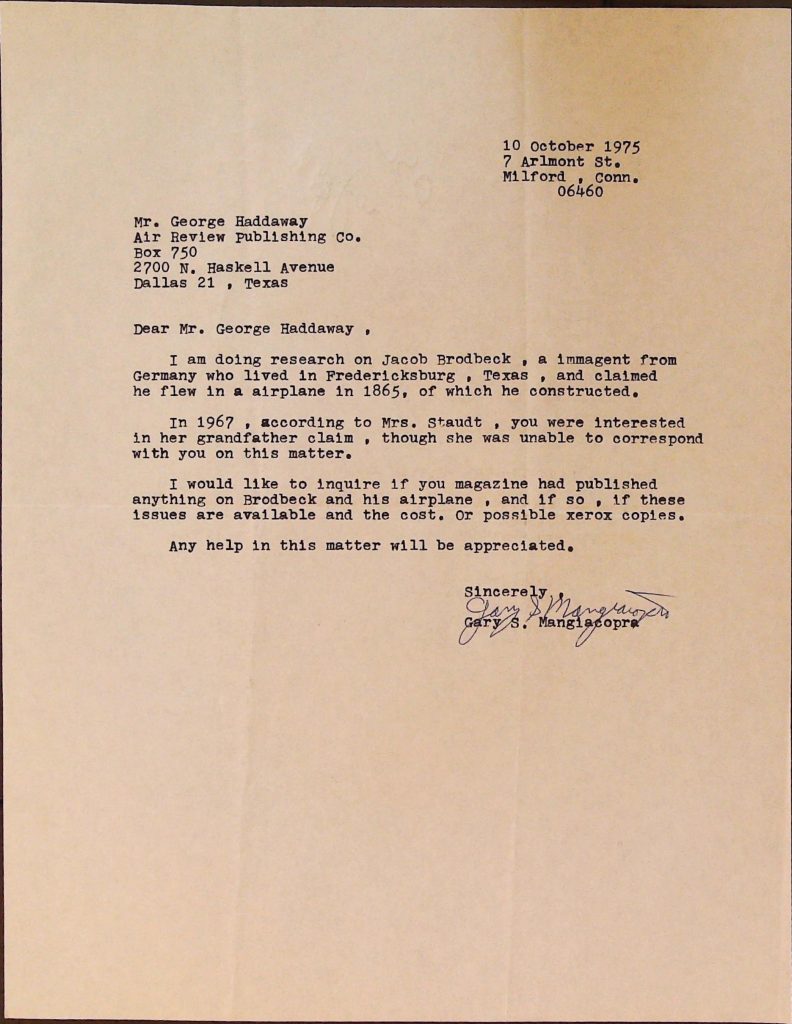 10 October 1975
7 Arlmont St.
Milford , Conn.
06460
Mr. George Haddaway
Air Review Publishing Co.
Box 750
2700 N. Haskell Avenue
Dallas 21 , Texas
Dear Mr. George Haddaway ,
I am doing research on Jacob Brodbeck , a immagent from
Germany who lived in Fredericksburg , Texas , and claimed
he flew in a airplane in 1865, of which he constructed.
In 1967 , according to Mrs. Staudt , you were interested
in her grandfather claim , though she was unable to correspond
with you on this matter.
I would like to inquire if you magazine had published
anything on Brodbeck and his airplane , and if so , if these
issues are available and the cost. Or possible xerox copies.
Any help in this matter will be appreciated.
Sincerely ,
Gary S Mangiacopra
Gary S. Mangiacopra